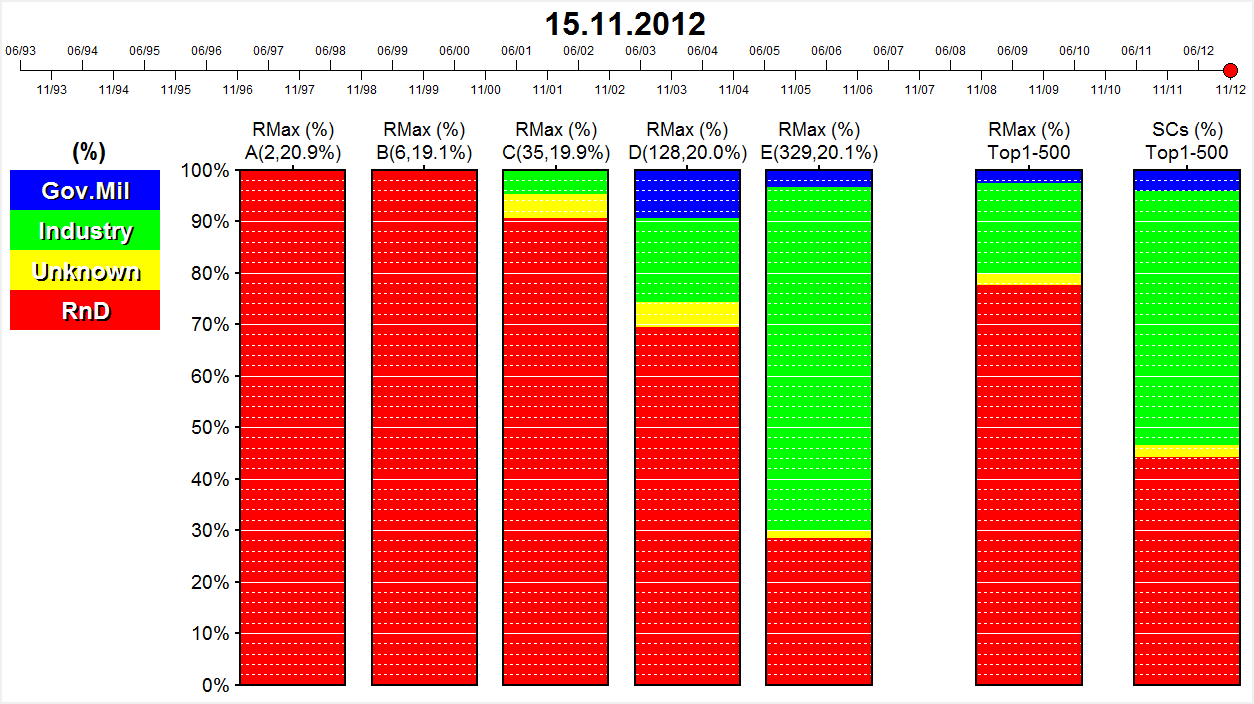 15.11.2012
06/93 06/94 06/95 06/96 06/97 06/98 06/99 06/00 06/01 06/02 06/03 06/04 06/05 06/06 06/07 06/08 06/09 06/10 06/11 06/12
11/93 11/94 11/95 11/96 11/97 11/98 11/99 11/00 11/01 11/02 11/03 11/04 11/05 11/06 11/07 11/08 11/09 11/10 11/11 11/12
RMax (%) RMax (%) RMax (%) RMax (%) RMax (%) RMax (%) SCs (%)
A(2,20.9%) B(6,19.1%) C(35,19.9%) D(128,20.0%) E(329,20.1%) Top1-500 Top1-500
(%)
Gov.Mil
Industry
Unknown
RnD
100%
90%
80%
70%
60%
50%
40%
30%
20%
10%
0%